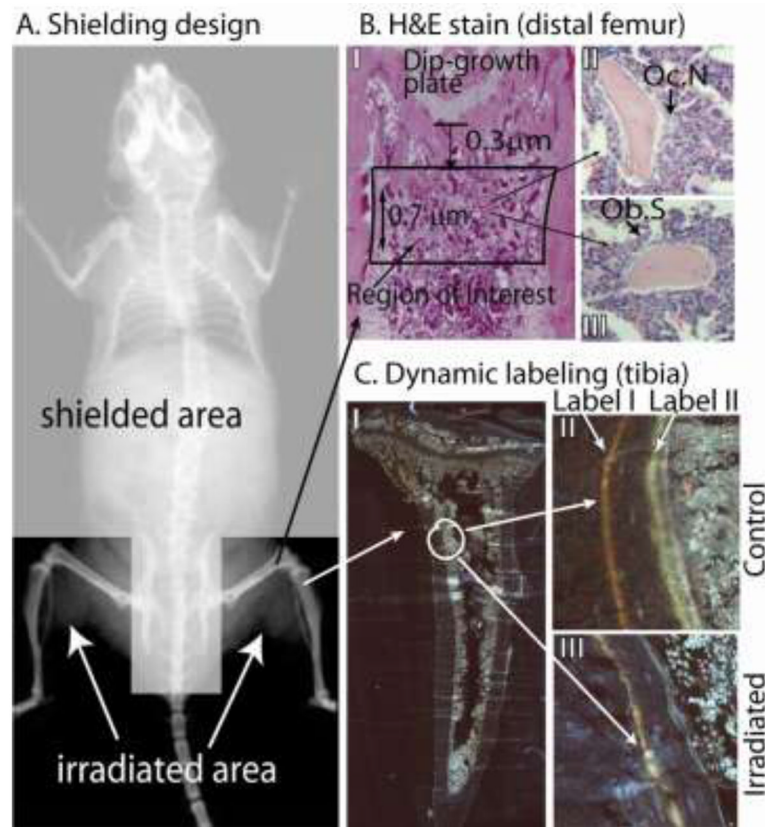 A. Shielding design
shielded area
irradiated area
B. H&E stain (distal femur)
I
Dip-growth
plate
0.3μm
0.7 μm
Region of Interest
II
Oc.N
Ob.S
III
C. Dynamic labeling (tibia)
Label I Label II
I
II
Control
III
Irradiated